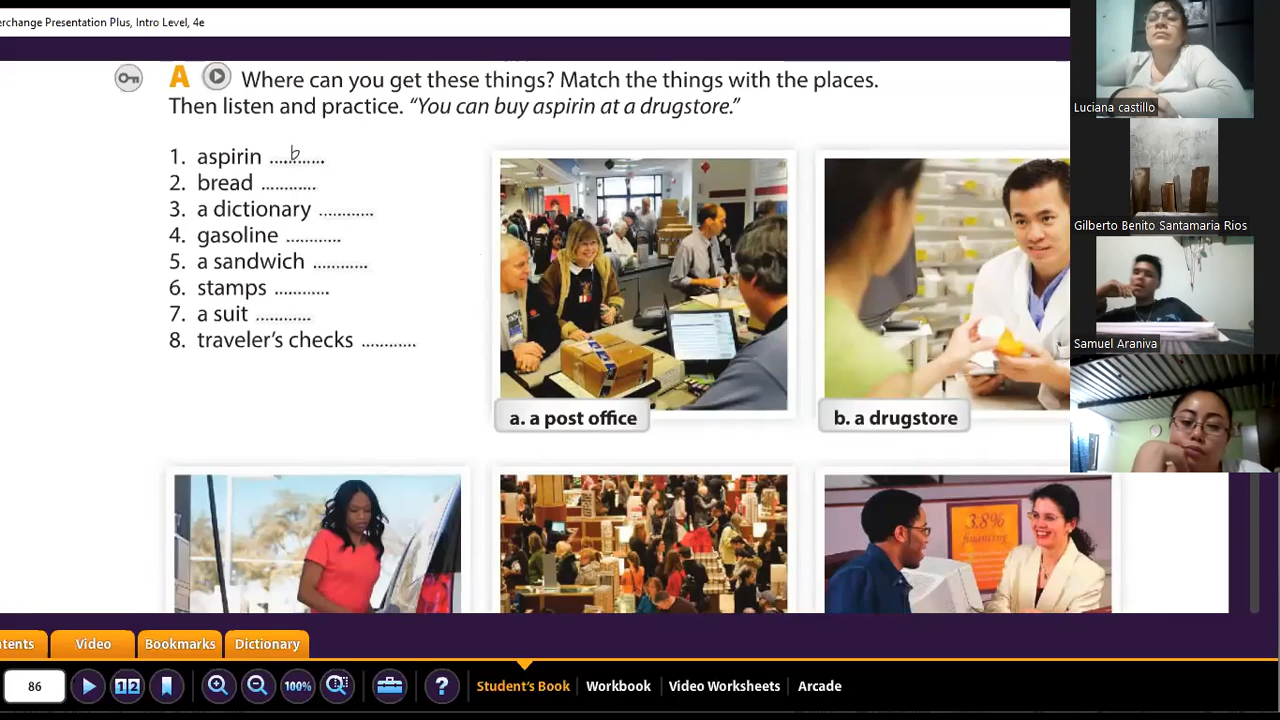 erchange Presentation Plus, Intro Level, 4e
A Where can you get these things? Match the things with the places.
Then listen and practice. “You can buy aspirin at a drugstore.”
1. aspirin ............ b
2. bread ...........
3. a dictionary ...........
4. gasoline ...........
5. a sandwich ...........
6. stamps ...........
7. a suit ...........
8. traveler’s checks ...........
a. a post office
b. a drugstore
3.8%
financing
Luciana castillo
Gilberto Benito Santamaria Rios
Samuel Araniva
ntents
Video
Bookmarks
Dictionary
86
1 2
100%
?
Student's Book
Workbook
Video Worksheets
Arcade